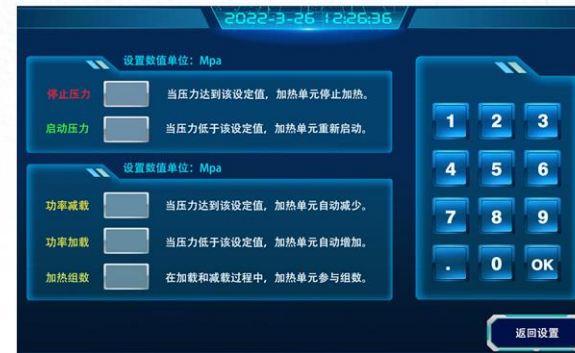 2022-3-26 12:26:36
设置数值单位：Mpa
停止压力 当压力达到该设定值，加热单元停止加热。
启动压力 当压力低于该设定值，加热单元重新启动。
设置数值单位：Mpa
功率减载 当压力达到该设定值，加热单元自动减少。
功率加载 当压力低于该设定值，加热单元自动增加。
加热组数 在加载和减载过程中，加热单元参与组数。
1 2 3
4 5 6
7 8 9
. 0 OK
返回设置